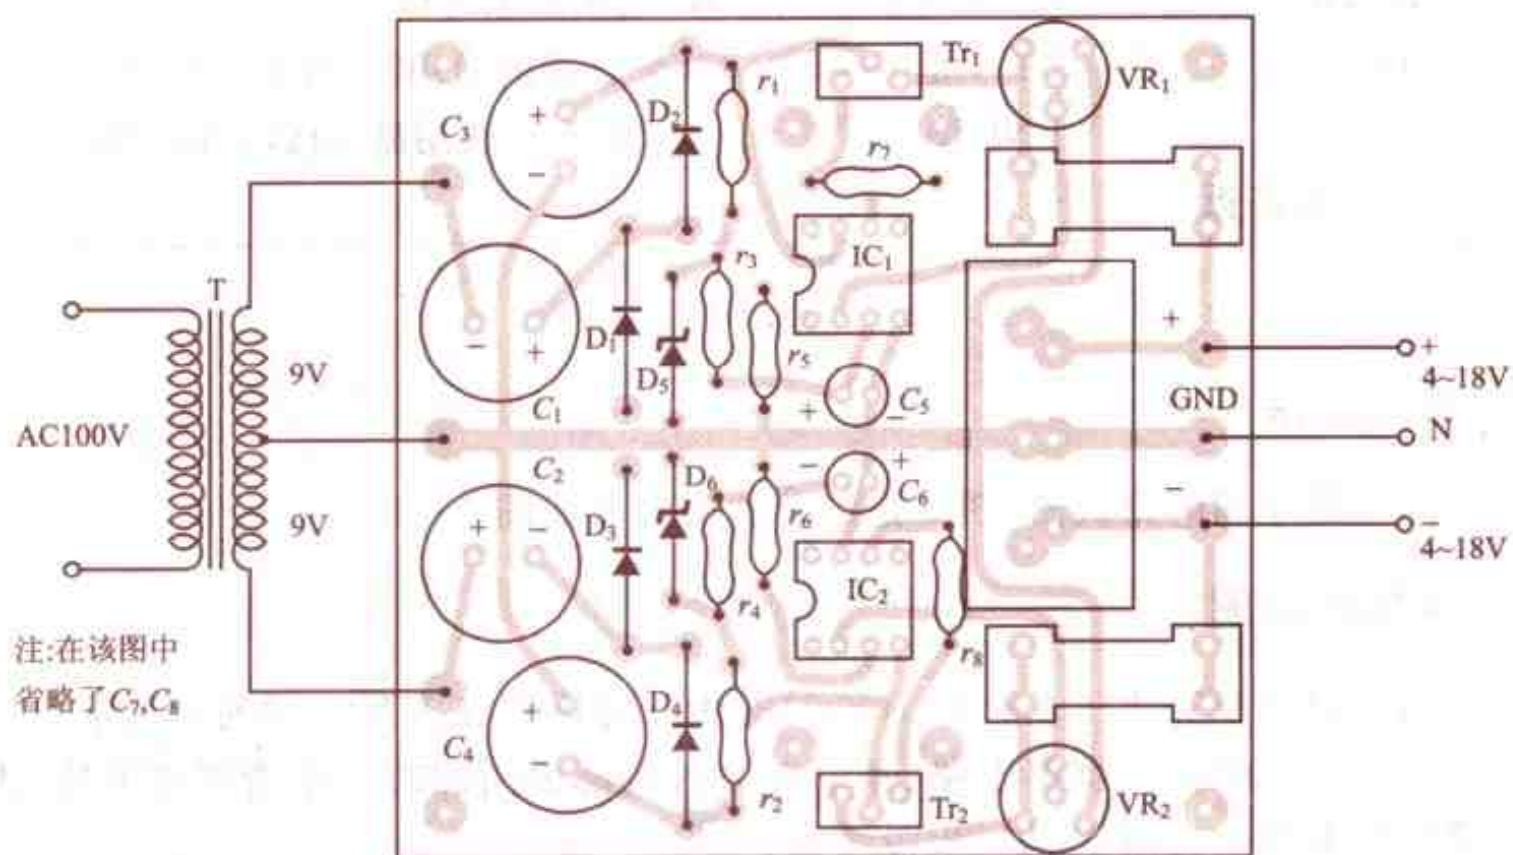 Tr₁
VR₁
r₁
D₂
C₃
+
−
r₇
IC₁
r₃
T
9V
D₁
D₅
r₅
−
+
C₁
+
C₅
−
+
+
4~18V
GND
AC100V
N
C₂
D₆
−
+
C₆
−
9V
+
−
D₃
r₆
−
4~18V
IC₂
r₄
r₈
注:在该图中
省略了C₇,C₈
D₄
+
C₄
−
r₂
Tr₂
VR₂